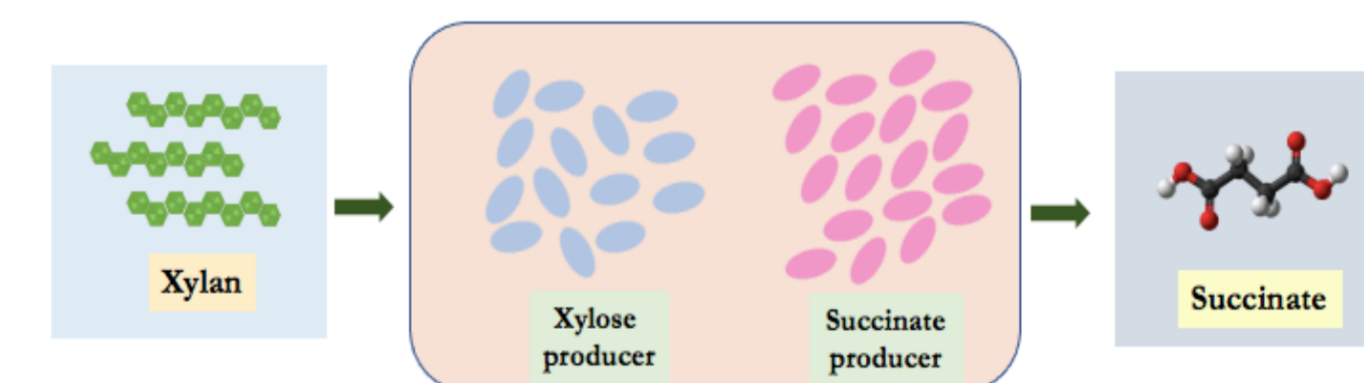 Xylan
Xylose
producer
Succinate
producer
Succinate